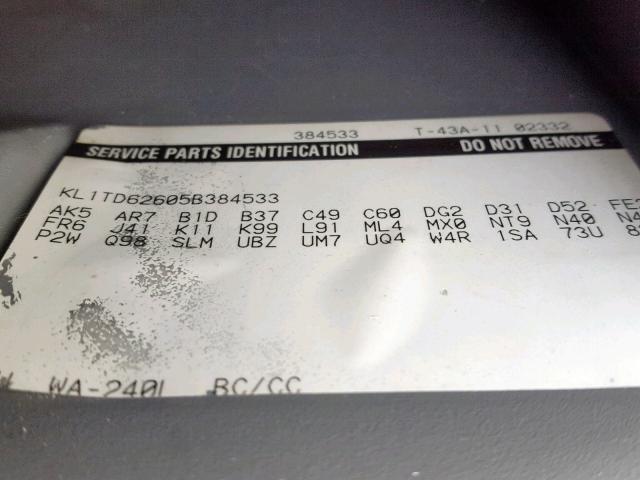 384533 T-43A-11 02332
SERVICE PARTS IDENTIFICATION DO NOT REMOVE
KL1TD62605B384533
AK5 AR7 B1D B37 C49 C60 DG2 D31 D52 FE2
FR6 J41 K11 K99 L91 ML4 MX0 NT9 N40
P2W Q98 SLM UBZ UM7 UQ4 W4R 1SA 73U
WA-240L BC/CC